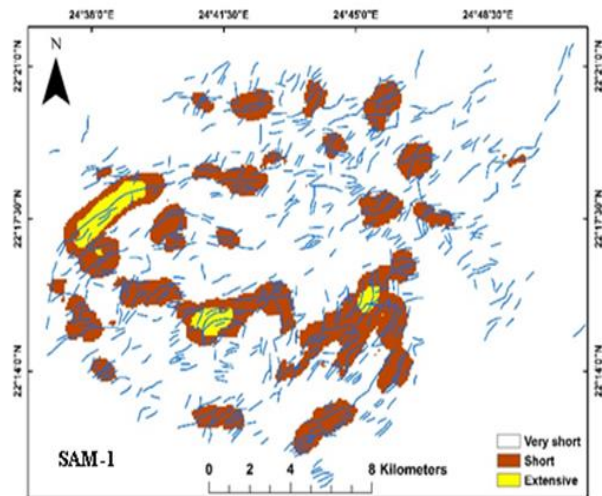 24°38'0"E 24°41'30"E 24°45'0"E 24°48'30"E
N
22°21'0"N 22°21'0"N
22°17'30"N 22°17'30"N
22°14'0"N 22°14'0"N
Very short
Short
Extensive
SAM-1
0 2 4 8 Kilometers